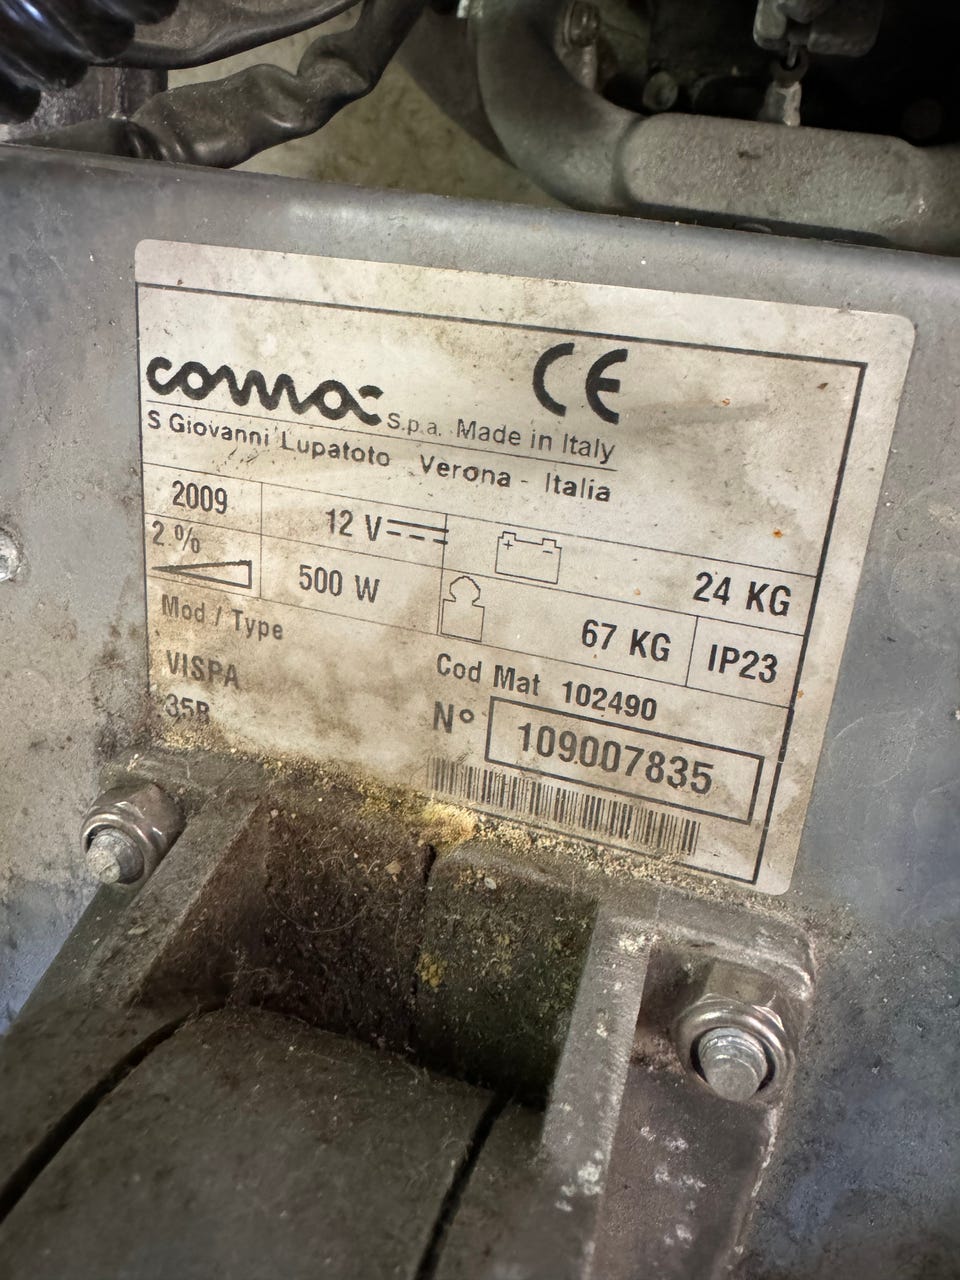 comac S.p.a. Made in Italy CE
S Giovanni Lupatoto Verona - Italia
2009 12 V + - 24 KG
2 % 500 W 67 KG IP23
Mod / Type
VISPA
35B
Cod Mat 102490
N° 109007835